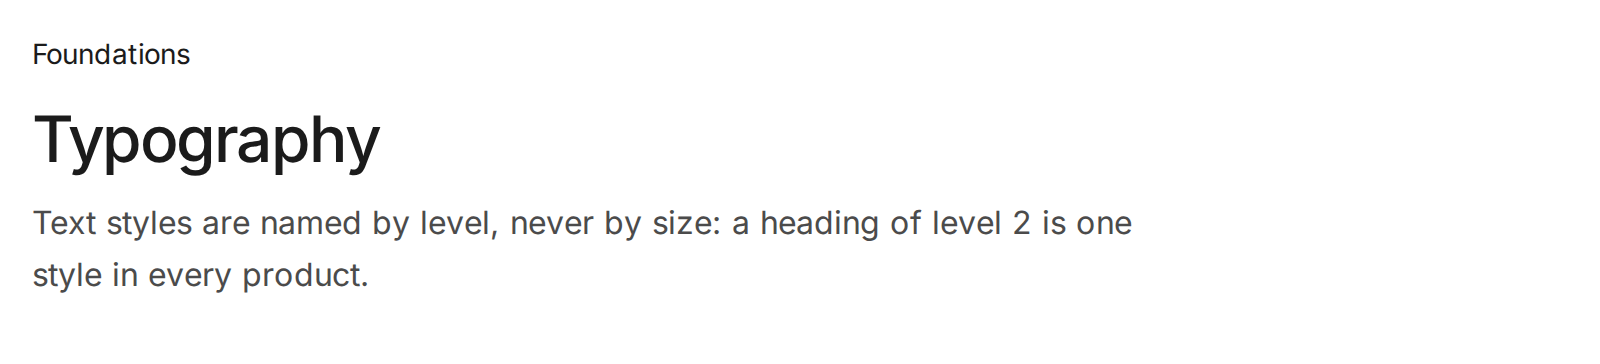 Foundations
Typography
Text styles are named by level, never by size: a heading of level 2 is one
style in every product.